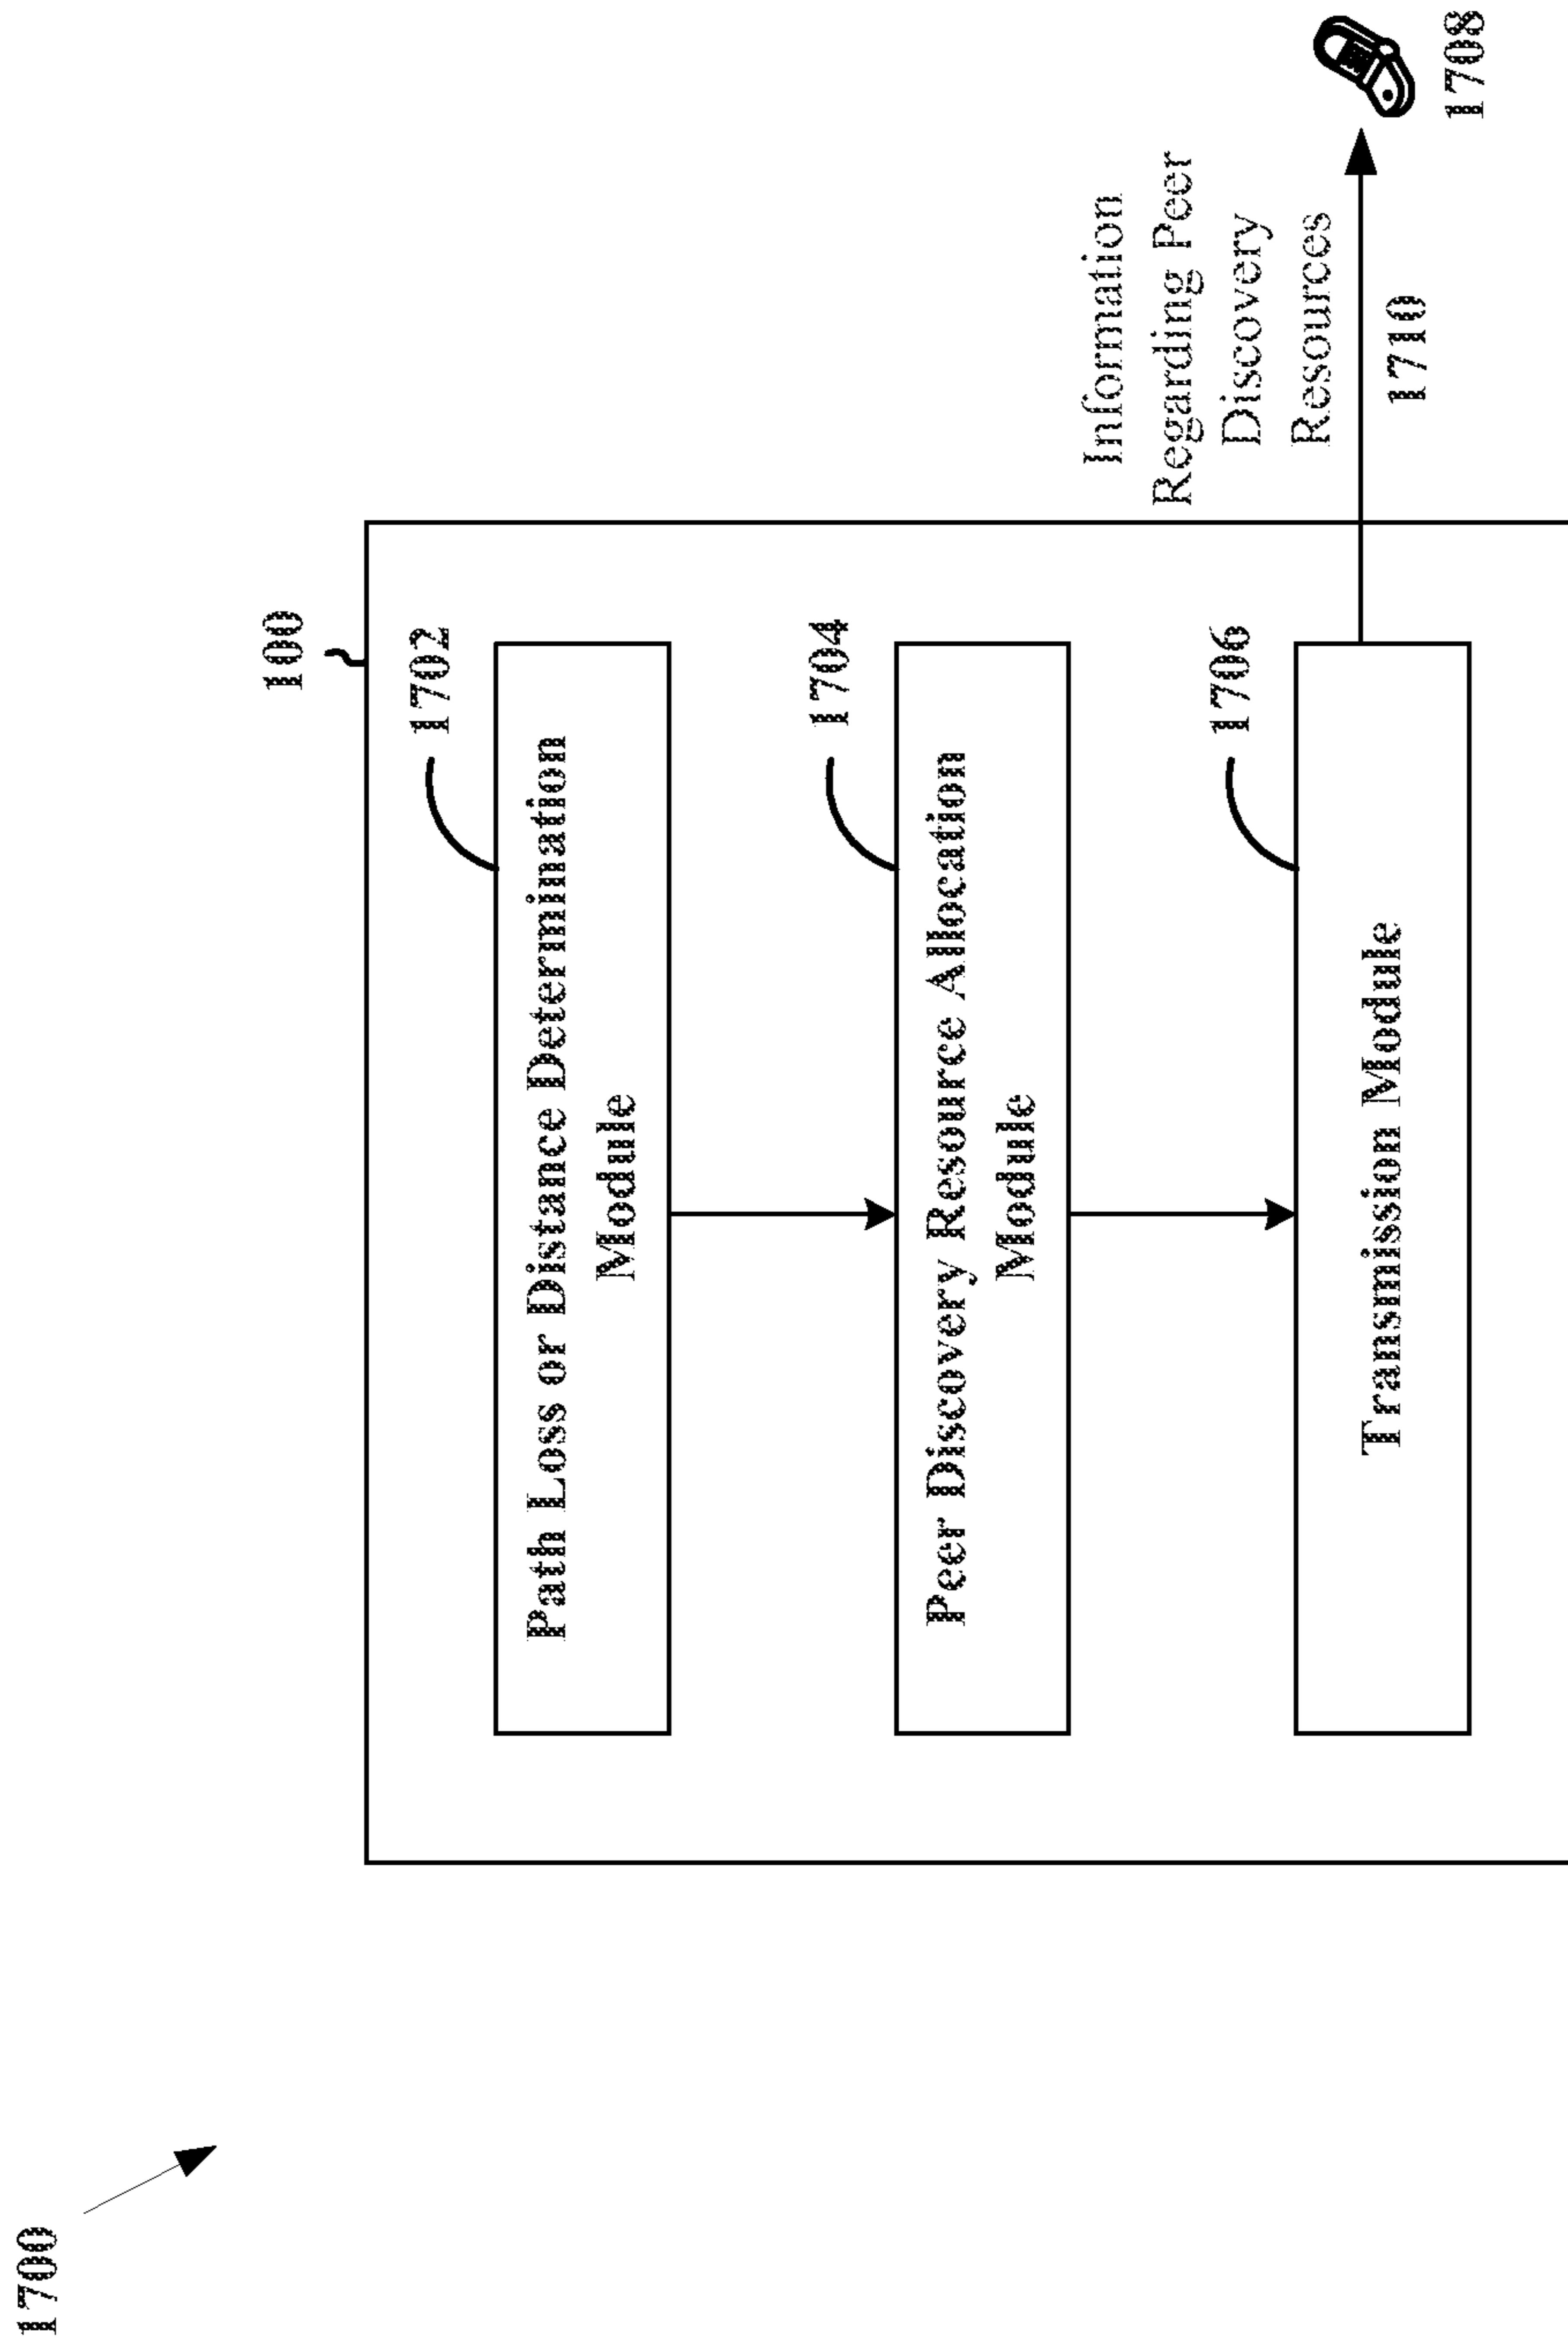 1700
100
1702
Path Loss or Distance Determination
Module
1704
Peer Discovery Resource Allocation
Module
1706
Transmission Module
Information
Regarding Peer
Discovery
Resources
1710
1708